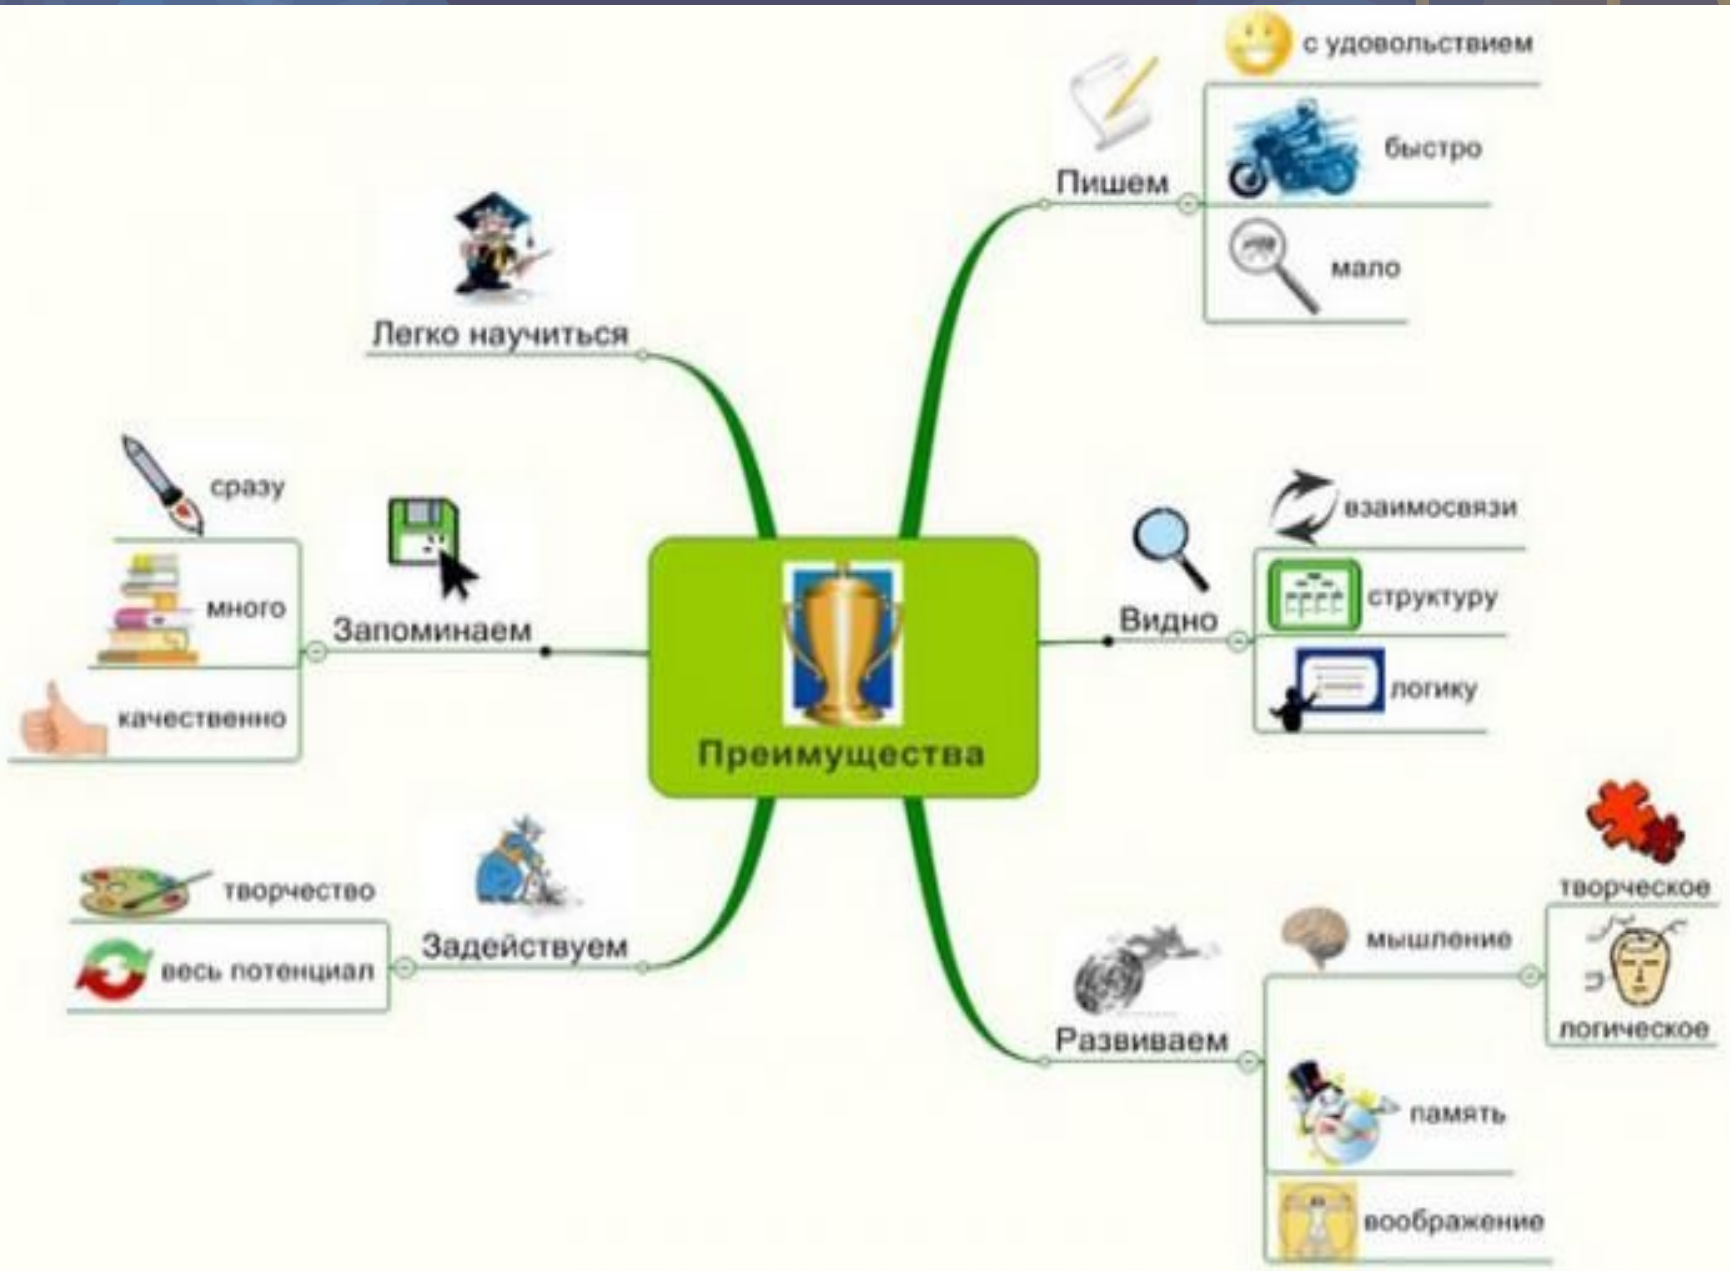 с удовольствием
быстро
Пишем
мало
Легко научиться
взаимосвязи
Видно
структуру
логику
Преимущества
сразу
много
Запоминаем
качественно
творчество
Задействуем
весь потенциал
творческое
мышление
логическое
Развиваем
память
воображение